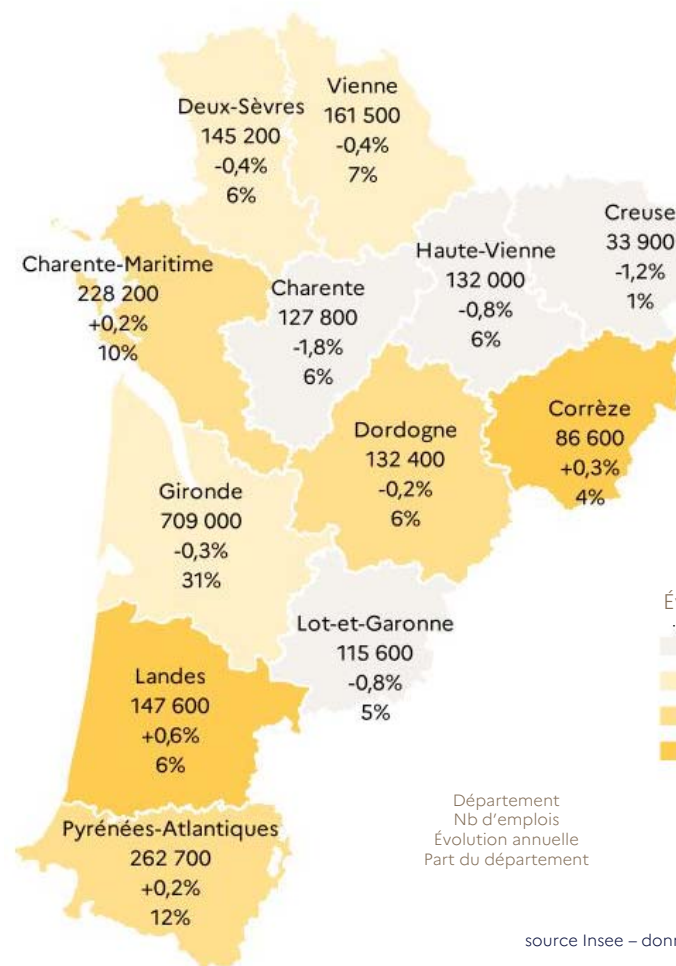 Deux-Sèvres
145 200
-0,4%
6%
Vienne
161 500
-0,4%
7%
Creuse
33 900
-1,2%
1%
Haute-Vienne
132 000
-0,8%
6%
Charente-Maritime
228 200
+0,2%
10%
Charente
127 800
-1,8%
6%
Corrèze
86 600
+0,3%
4%
Dordogne
132 400
-0,2%
6%
Gironde
709 000
-0,3%
31%
Lot-et-Garonne
115 600
-0,8%
5%
Landes
147 600
+0,6%
6%
Pyrénées-Atlantiques
262 700
+0,2%
12%
Département
Nb d'emplois
Évolution annuelle
Part du département
source Insee – donn